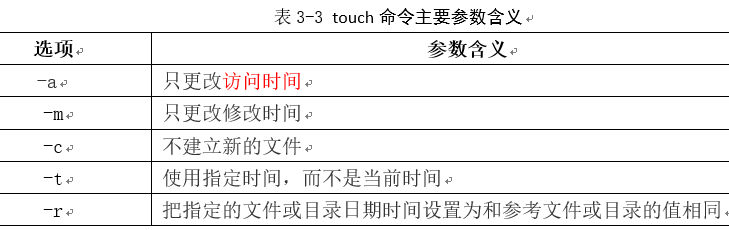 表 3-3 touch 命令主要参数含义
选项 参数含义
-a 只更改访问时间
-m 只更改修改时间
-c 不建立新的文件
-t 使用指定时间，而不是当前时间
-r 把指定的文件或目录日期时间设置为和参考文件或目录的值相同